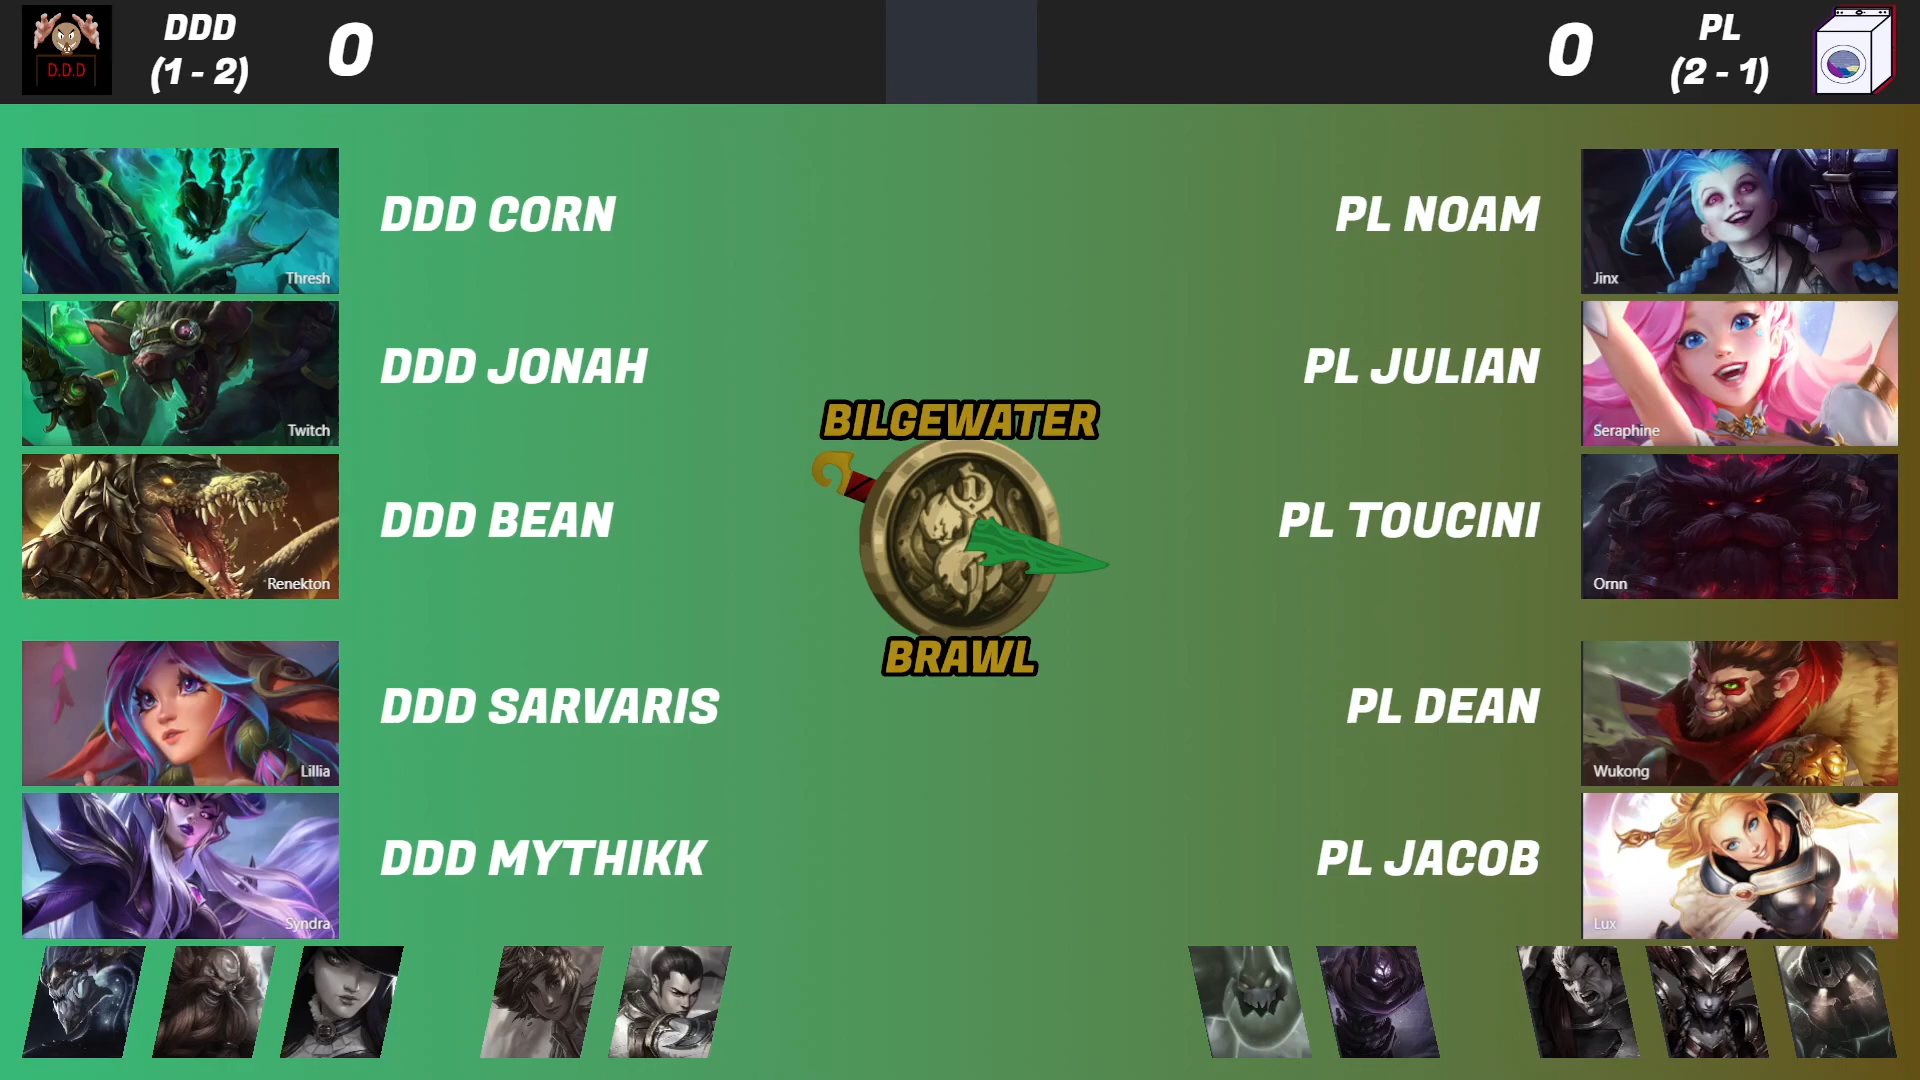 DDD
(1 - 2)
0
0
PL
(2 - 1)
D.D.D
Thresh
DDD CORN
PL NOAM
Jinx
Twitch
DDD JONAH
PL JULIAN
Seraphine
Renekton
DDD BEAN
PL TOUCINI
Ornn
BILGEWATER
BRAWL
Lillia
DDD SARVARIS
PL DEAN
Wukong
Syndra
DDD MYTHIKK
PL JACOB
Lux